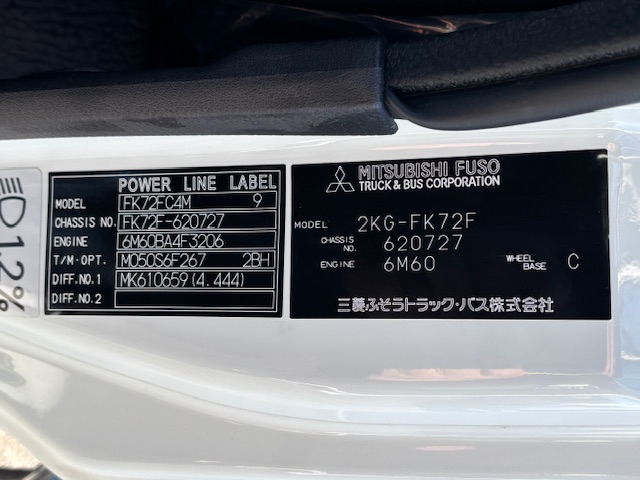 1.2%
POWER LINE LABEL
MODEL FK72FC4M 9
CHASSIS NO. FK72F-620727
ENGINE 6M60BA4F3206
T/M·OPT. M050S6F267 2BH
DIFF.NO.1 MK610659(4.444)
DIFF.NO.2
MITSUBISHI FUSO
TRUCK & BUS CORPORATION
MODEL 2KG-FK72F
CHASSIS NO. 620727
ENGINE 6M60 WHEEL BASE C
三菱ふそうトラック・バス株式会社